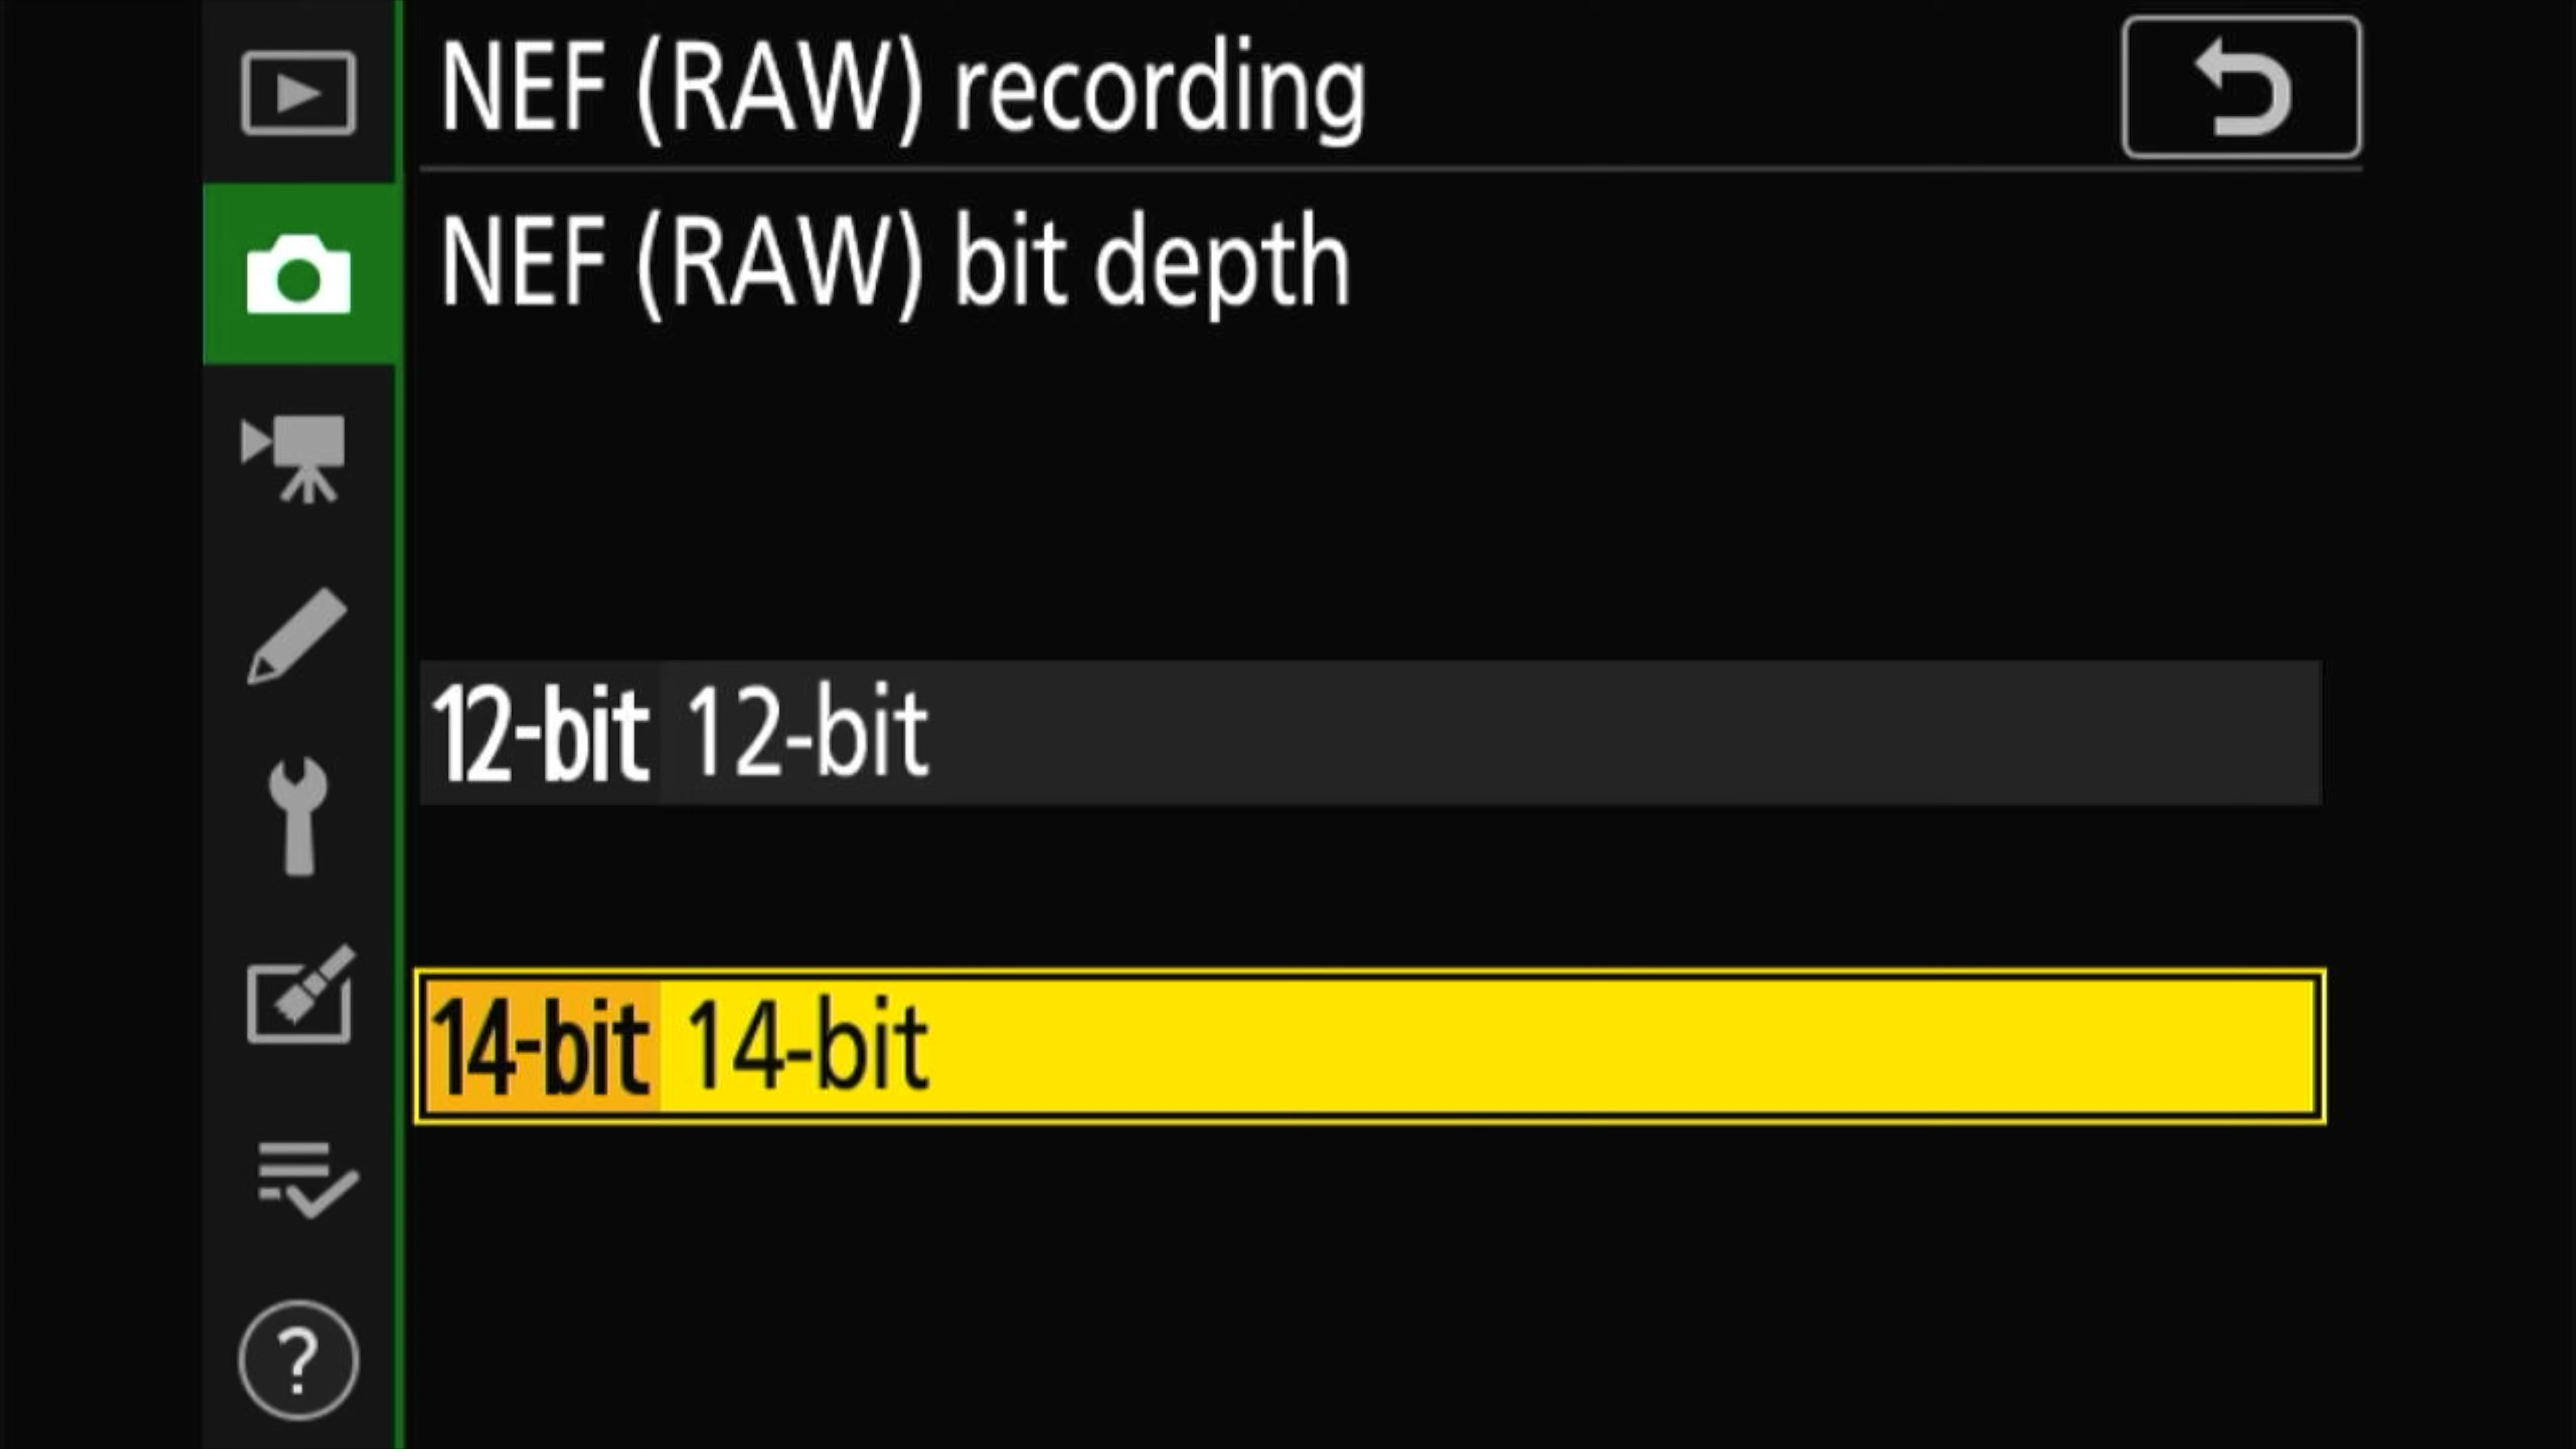 NEF (RAW) recording
NEF (RAW) bit depth
12-bit 12-bit
14-bit 14-bit
?